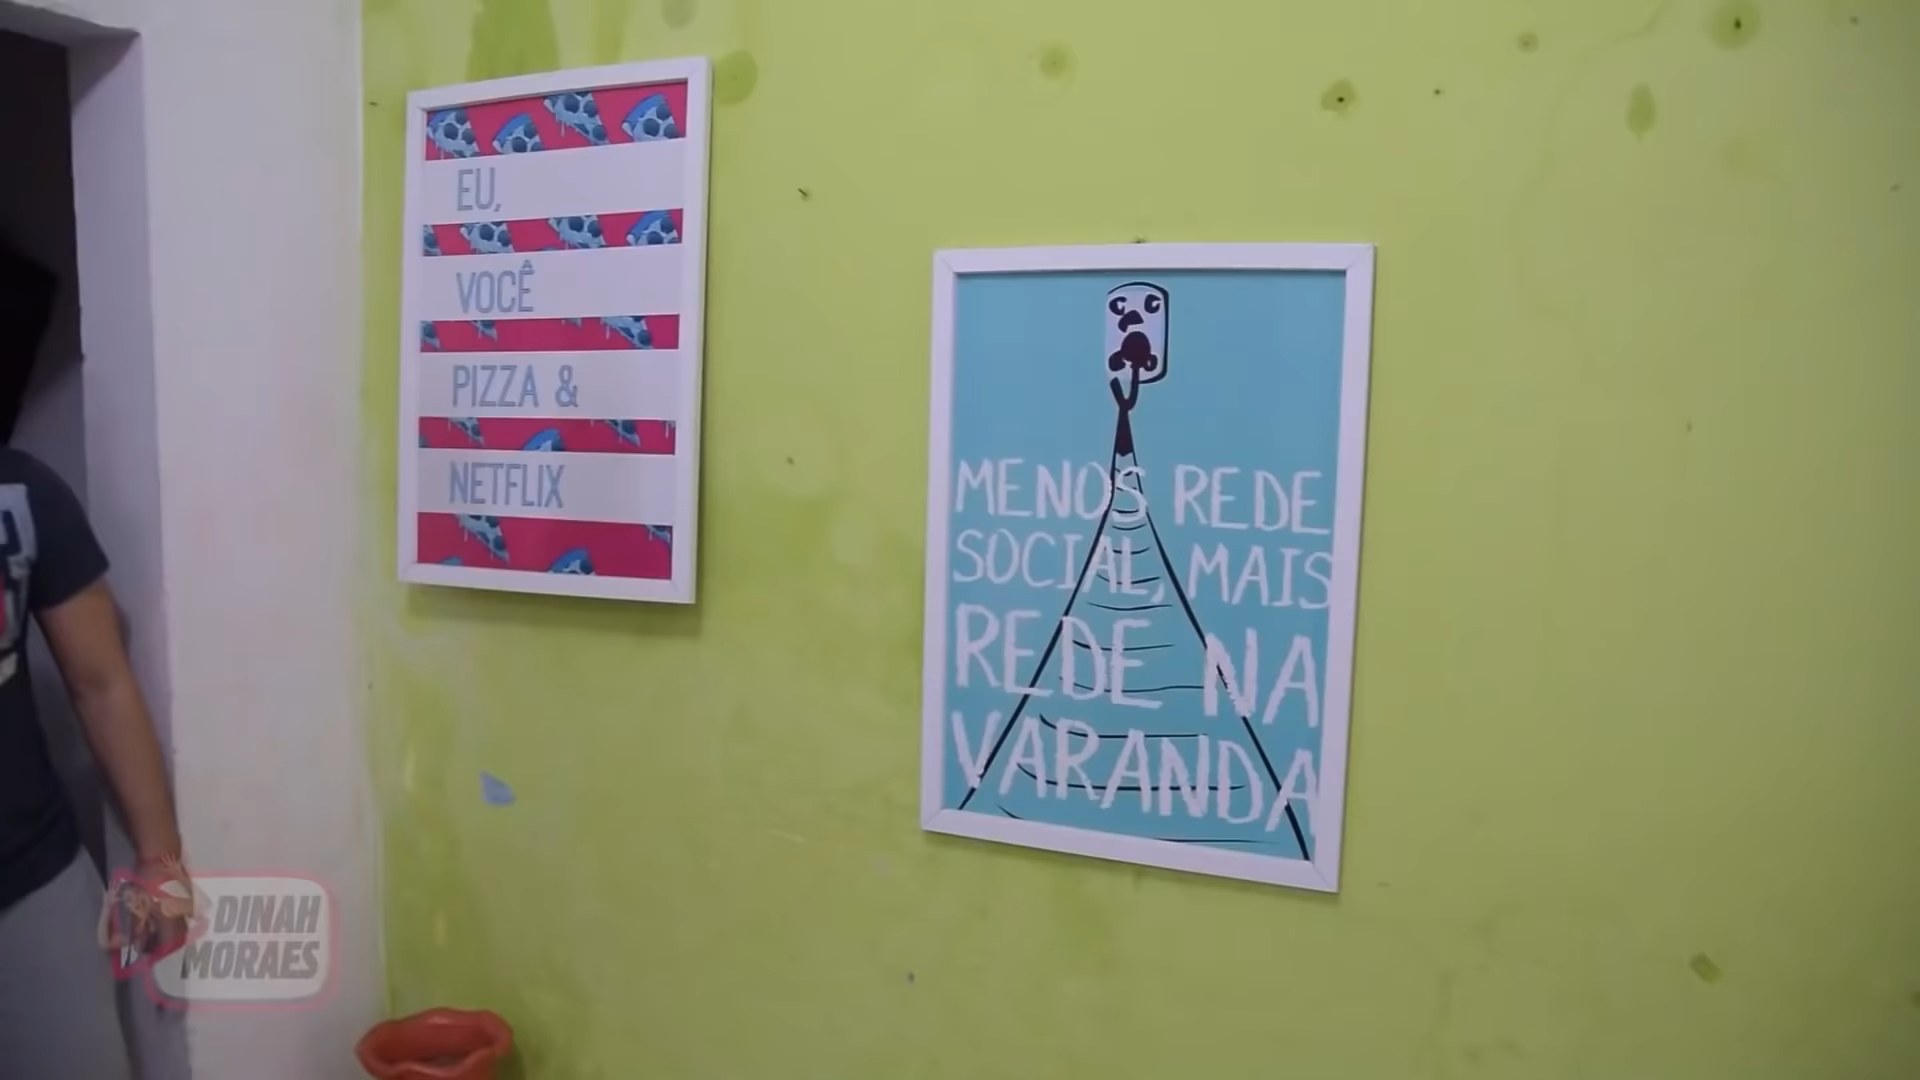 EU,
VOCÊ
PIZZA &
NETFLIX
MENOS REDE
SOCIAL, MAIS
REDE NA
VARANDA
DINAH
MORAES